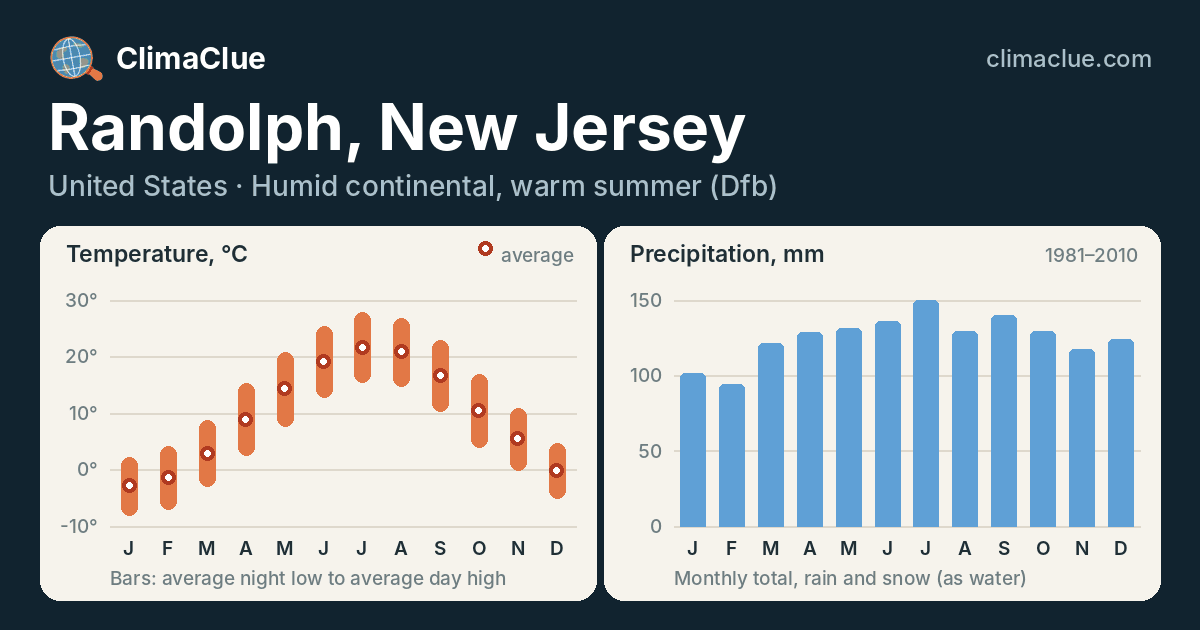 ClimaClue
climaclue.com
Randolph, New Jersey
United States · Humid continental, warm summer (Dfb)
Temperature, °C
average
30°
20°
10°
0°
-10°
J F M A M J J A S O N D
Bars: average night low to average day high
Precipitation, mm
1981–2010
150
100
50
0
J F M A M J J A S O N D
Monthly total, rain and snow (as water)